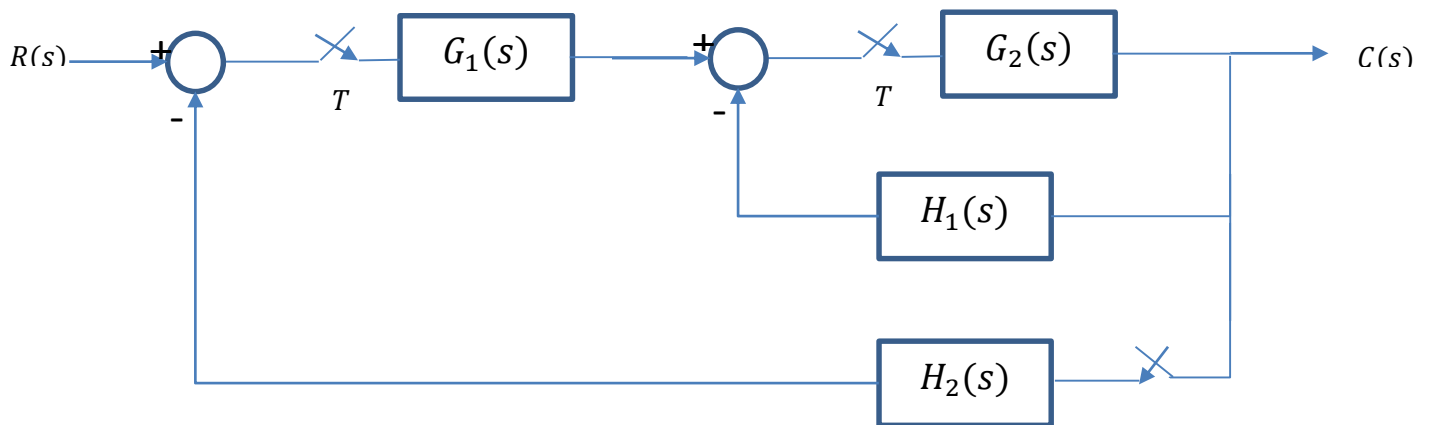 R(s)
+
-
T
G₁(s)
+
-
T
G₂(s)
C(s)
H₁(s)
H₂(s)